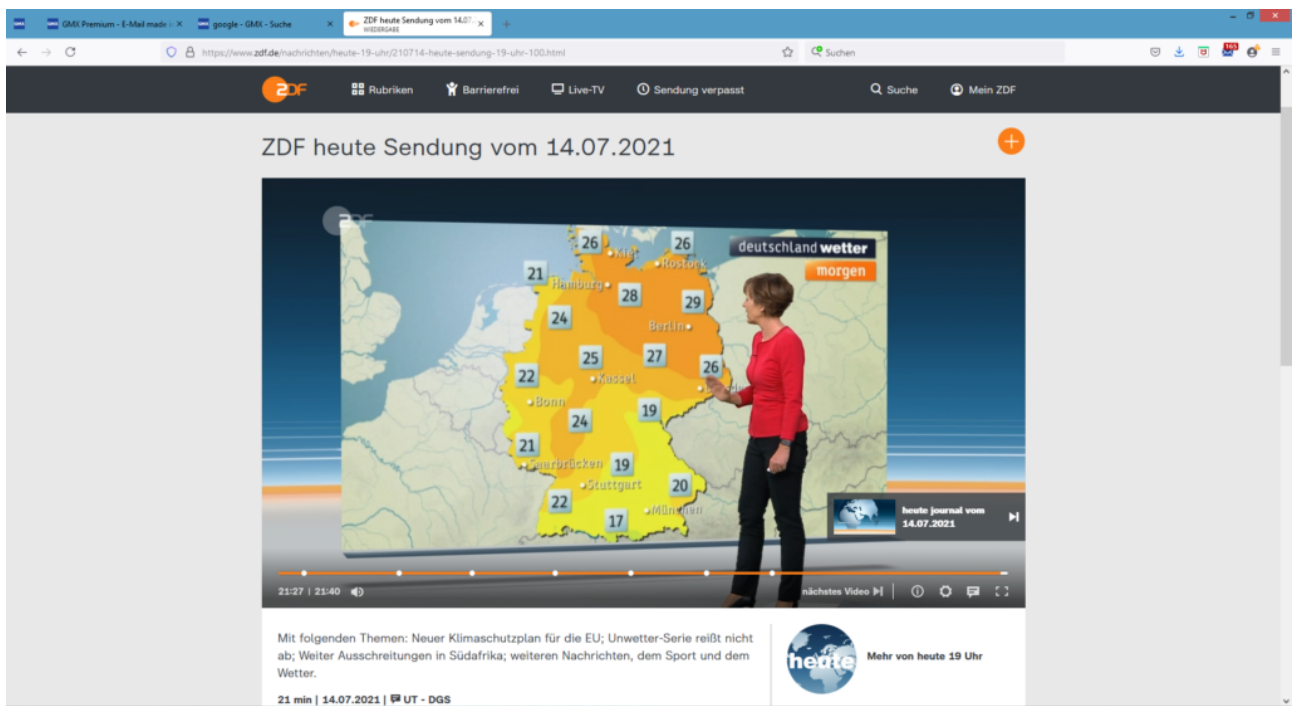 GMX Premium - E-Mail made
google - GMX - Suche
ZDF heute Sendung vom 14.07.
WIEDERGABE
https://www.zdf.de/nachrichten/heute-19-uhr/210714-heute-sendung-19-uhr-100.html
Suchen
165
ZDF
Rubriken
Barrierefrei
Live-TV
Sendung verpasst
Suche
Mein ZDF
ZDF heute Sendung vom 14.07.2021
ZDF
deutschland wetter
morgen
26
Kiel
26
Rostock
21
Hamburg
28
29
24
Berlin
25
27
26
Kassel
22
Bonn
24
19
21
Saarbrücken
19
Stuttgart
20
22
München
17
heute journal vom
14.07.2021
21:27 | 21:40
nächstes Video
Mit folgenden Themen: Neuer Klimaschutzplan für die EU; Unwetter-Serie reißt nicht
ab; Weiter Ausschreitungen in Südafrika; weiteren Nachrichten, dem Sport und dem
Wetter.
21 min | 14.07.2021 | UT - DGS
heute
Mehr von heute 19 Uhr